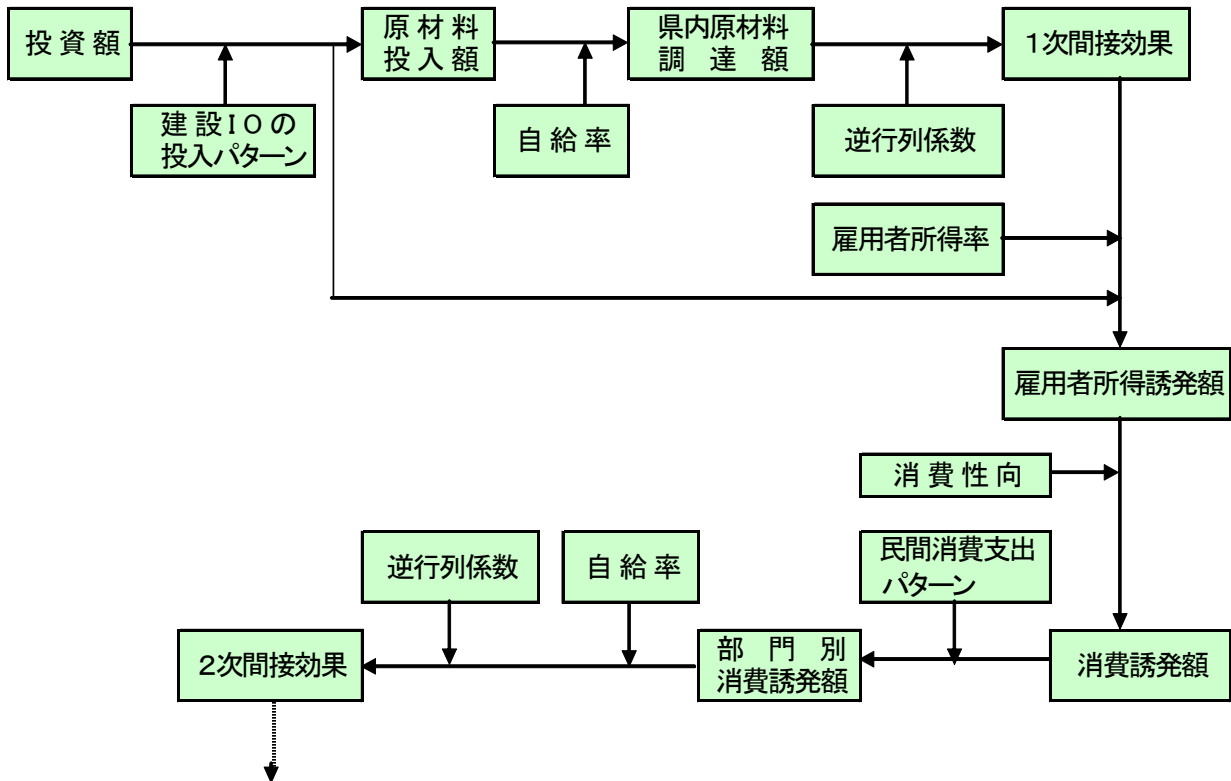 投資額
原材料
投入額
県内原材料
調達額
1次間接効果
建設IOの
投入パターン
自給率
逆行列係数
雇用者所得率
雇用者所得誘発額
消費性向
逆行列係数
自給率
民間消費支出
パターン
2次間接効果
部門別
消費誘発額
消費誘発額